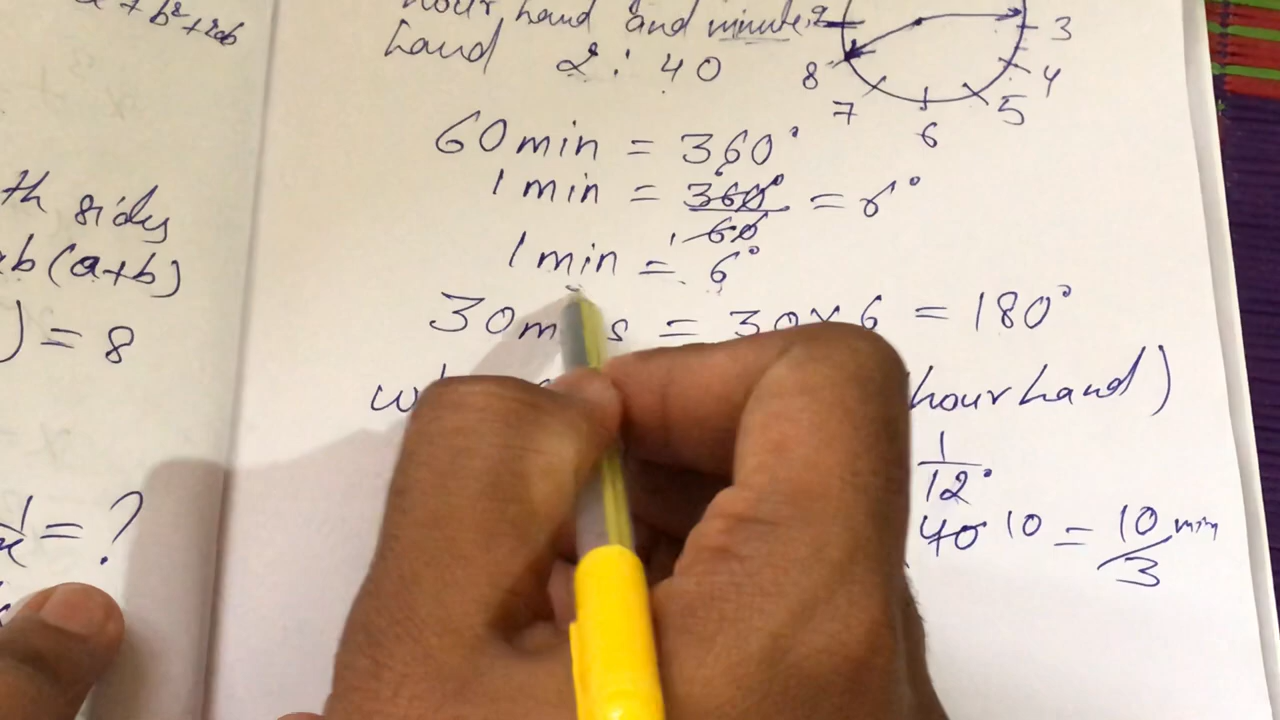 + b² + 2ab
th sides
b(a+b)
) = 8
= ?
hour hand and minute
hand 2:40
3
8
4
7
5
6
60min = 360°
1 min = 360°/60 = 6°
1
1 min = 6°
30m s = 30×6 = 180°
hour hand)
1/12°
40 10 = 10/3 min